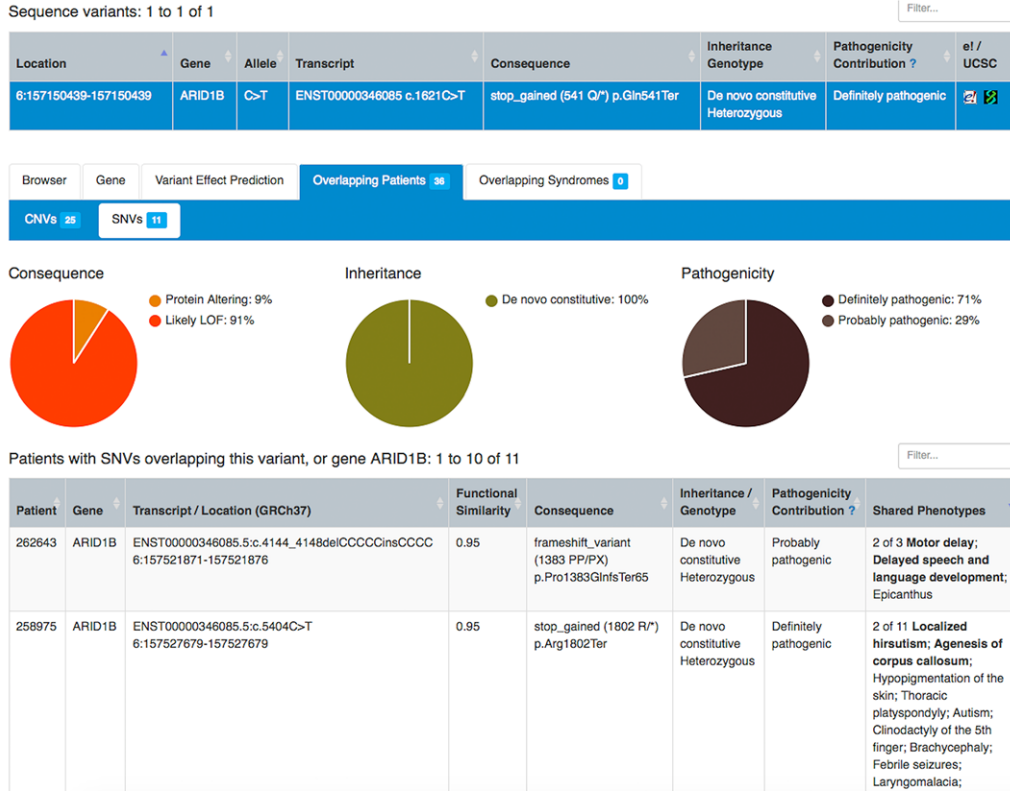 Sequence variants: 1 to 1 of 1
Filter...
Location
Gene
Allele
Transcript
Consequence
Inheritance
Genotype
Pathogenicity
Contribution ?
e! /
UCSC
6:157150439-157150439
ARID1B
C>T
ENST00000346085 c.1621C>T
stop_gained (541 Q/*) p.Gln541Ter
De novo constitutive
Heterozygous
Definitely pathogenic
e!
Browser
Gene
Variant Effect Prediction
Overlapping Patients 36
Overlapping Syndromes 0
CNVs 25
SNVs 11
Consequence
Protein Altering: 9%
Likely LOF: 91%
Inheritance
De novo constitutive: 100%
Pathogenicity
Definitely pathogenic: 71%
Probably pathogenic: 29%
Patients with SNVs overlapping this variant, or gene ARID1B: 1 to 10 of 11
Filter...
Patient
Gene
Transcript / Location (GRCh37)
Functional
Similarity
Consequence
Inheritance /
Genotype
Pathogenicity
Contribution ?
Shared Phenotypes
262643
ARID1B
ENST00000346085.5:c.4144_4148delCCCCCinsCCCC
6:157521871-157521876
0.95
frameshift_variant
(1383 PP/PX)
p.Pro1383GlnfsTer65
De novo
constitutive
Heterozygous
Probably
pathogenic
2 of 3 Motor delay;
Delayed speech and
language development;
Epicanthus
258975
ARID1B
ENST00000346085.5:c.5404C>T
6:157527679-157527679
0.95
stop_gained (1802 R/*)
p.Arg1802Ter
De novo
constitutive
Heterozygous
Definitely
pathogenic
2 of 11 Localized
hirsutism; Agenesis of
corpus callosum;
Hypopigmentation of the
skin; Thoracic
platyspondyly; Autism;
Clinodactyly of the 5th
finger; Brachycephaly;
Febrile seizures;
Laryngomalacia;